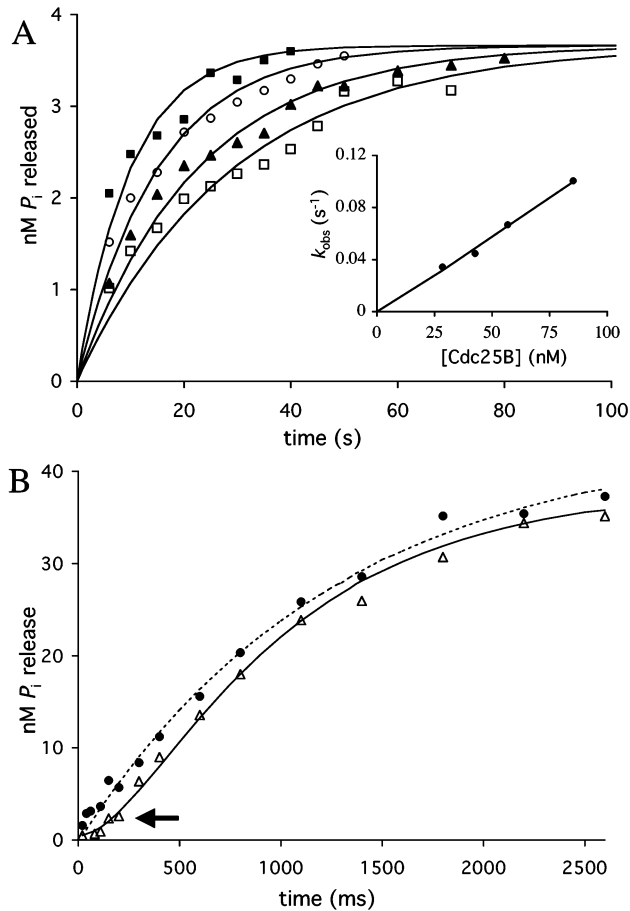 A
4
3
2
1
0
nM Pi released
0 20 40 60 80 100
time (s)
0.12
0.08
0.04
0
kobs (s-1)
0 25 50 75 100
[Cdc25B] (nM)
B
40
30
20
10
0
nM Pi release
0 500 1000 1500 2000 2500
time (ms)